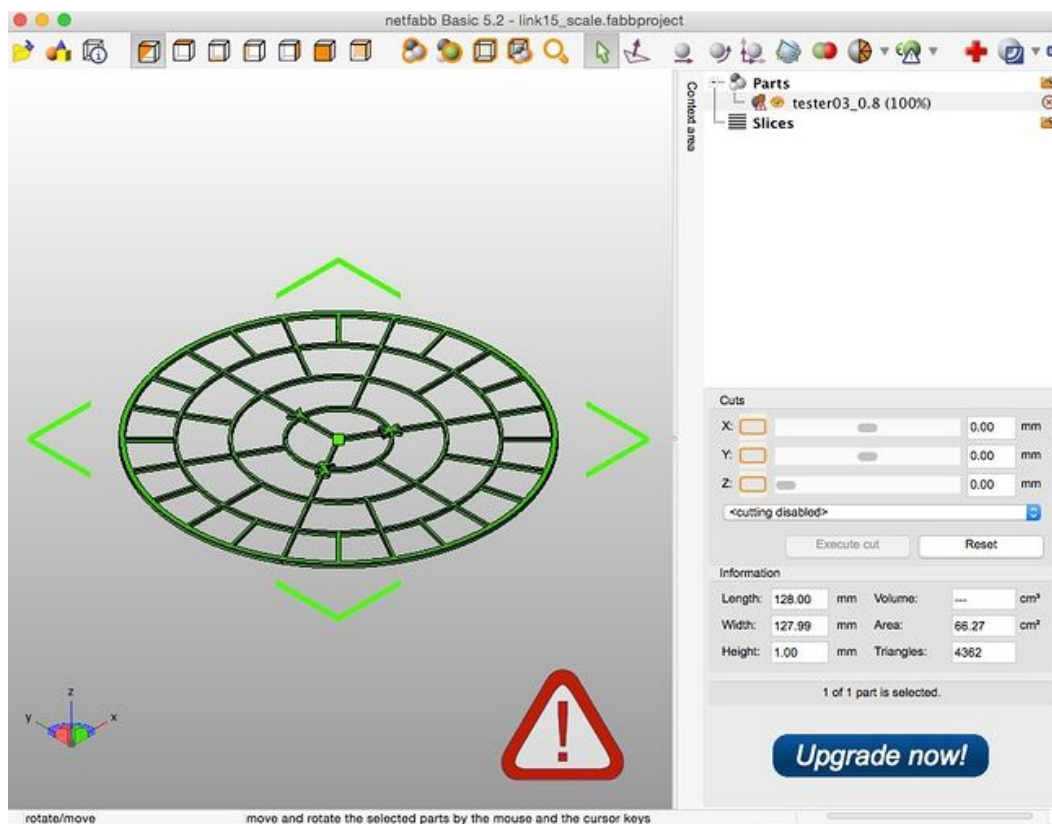 netfabb Basic 5.2 - link15_scale.fabbproject
Context area
Parts
tester03_0.8 (100%)
Slices
Cuts
X: 0.00 mm
Y: 0.00 mm
Z: 0.00 mm
<cutting disabled>
Execute cut Reset
Information
Length: 128.00 mm Volume: --- cm³
Width: 127.99 mm Area: 66.27 cm²
Height: 1.00 mm Triangles: 4362
1 of 1 part is selected.
Upgrade now!
z
y x
rotate/move move and rotate the selected parts by the mouse and the cursor keys